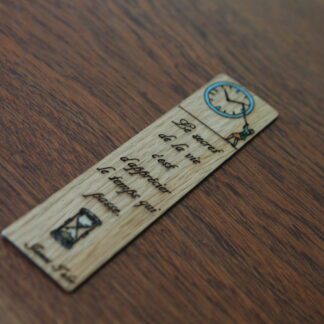 Le secret
de la vie
c'est
d'apprécier
le temps qui
passe...